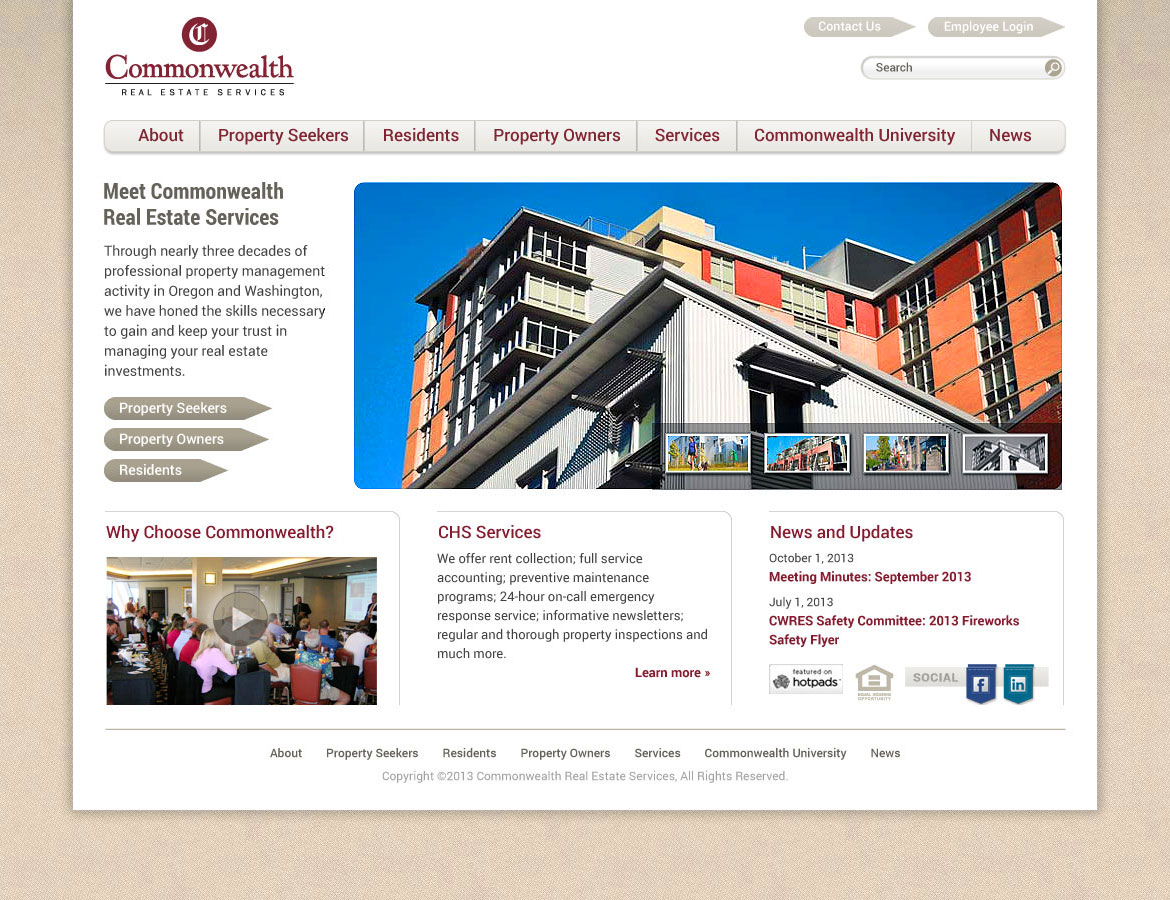 C
Commonwealth
REAL ESTATE SERVICES
Contact Us
Employee Login
Search
About
Property Seekers
Residents
Property Owners
Services
Commonwealth University
News
Meet Commonwealth
Real Estate Services
Through nearly three decades of
professional property management
activity in Oregon and Washington,
we have honed the skills necessary
to gain and keep your trust in
managing your real estate
investments.
Property Seekers
Property Owners
Residents
Why Choose Commonwealth?
CHS Services
We offer rent collection; full service
accounting; preventive maintenance
programs; 24-hour on-call emergency
response service; informative newsletters;
regular and thorough property inspections and
much more.
Learn more »
News and Updates
October 1, 2013
Meeting Minutes: September 2013
July 1, 2013
CWRES Safety Committee: 2013 Fireworks
Safety Flyer
featured on
hotpads
EQUAL HOUSING
OPPORTUNITY
SOCIAL
f
in
About
Property Seekers
Residents
Property Owners
Services
Commonwealth University
News
Copyright ©2013 Commonwealth Real Estate Services, All Rights Reserved.